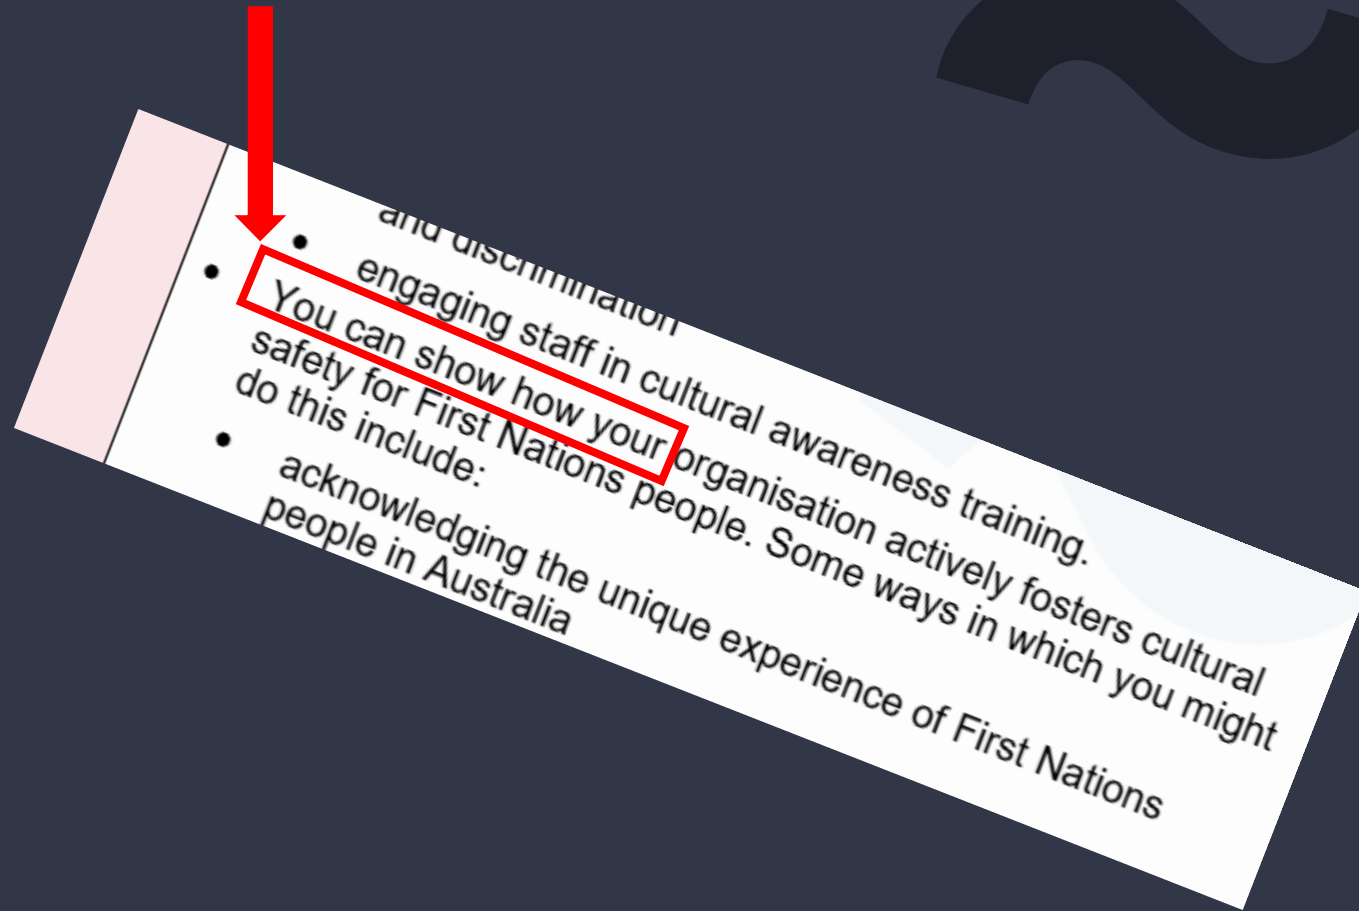 and discrimination
engaging staff in cultural awareness training.
You can show how your organisation actively fosters cultural
safety for First Nations people. Some ways in which you might
do this include:
acknowledging the unique experience of First Nations
people in Australia